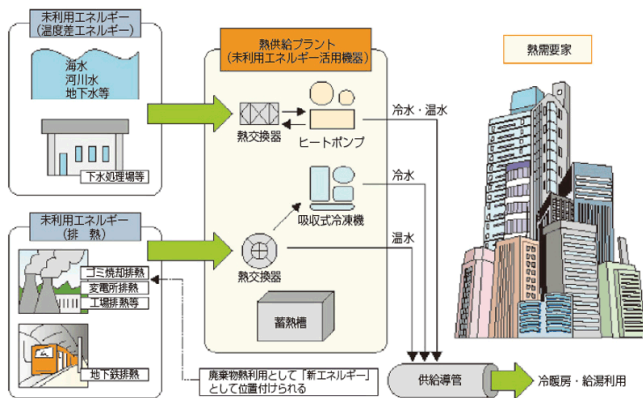 未利用エネルギー
（温度差エネルギー）
海水
河川水
地下水等
下水処理場等
未利用エネルギー
（排　熱）
ゴミ焼却排熱
変電所排熱
工場排熱等
地下鉄排熱
熱供給プラント
（未利用エネルギー活用機器）
熱交換器
ヒートポンプ
吸収式冷凍機
熱交換器
蓄熱槽
冷水・温水
冷水
温水
廃棄物熱利用として「新エネルギー」
として位置付けられる
熱需要家
供給導管
冷暖房・給湯利用